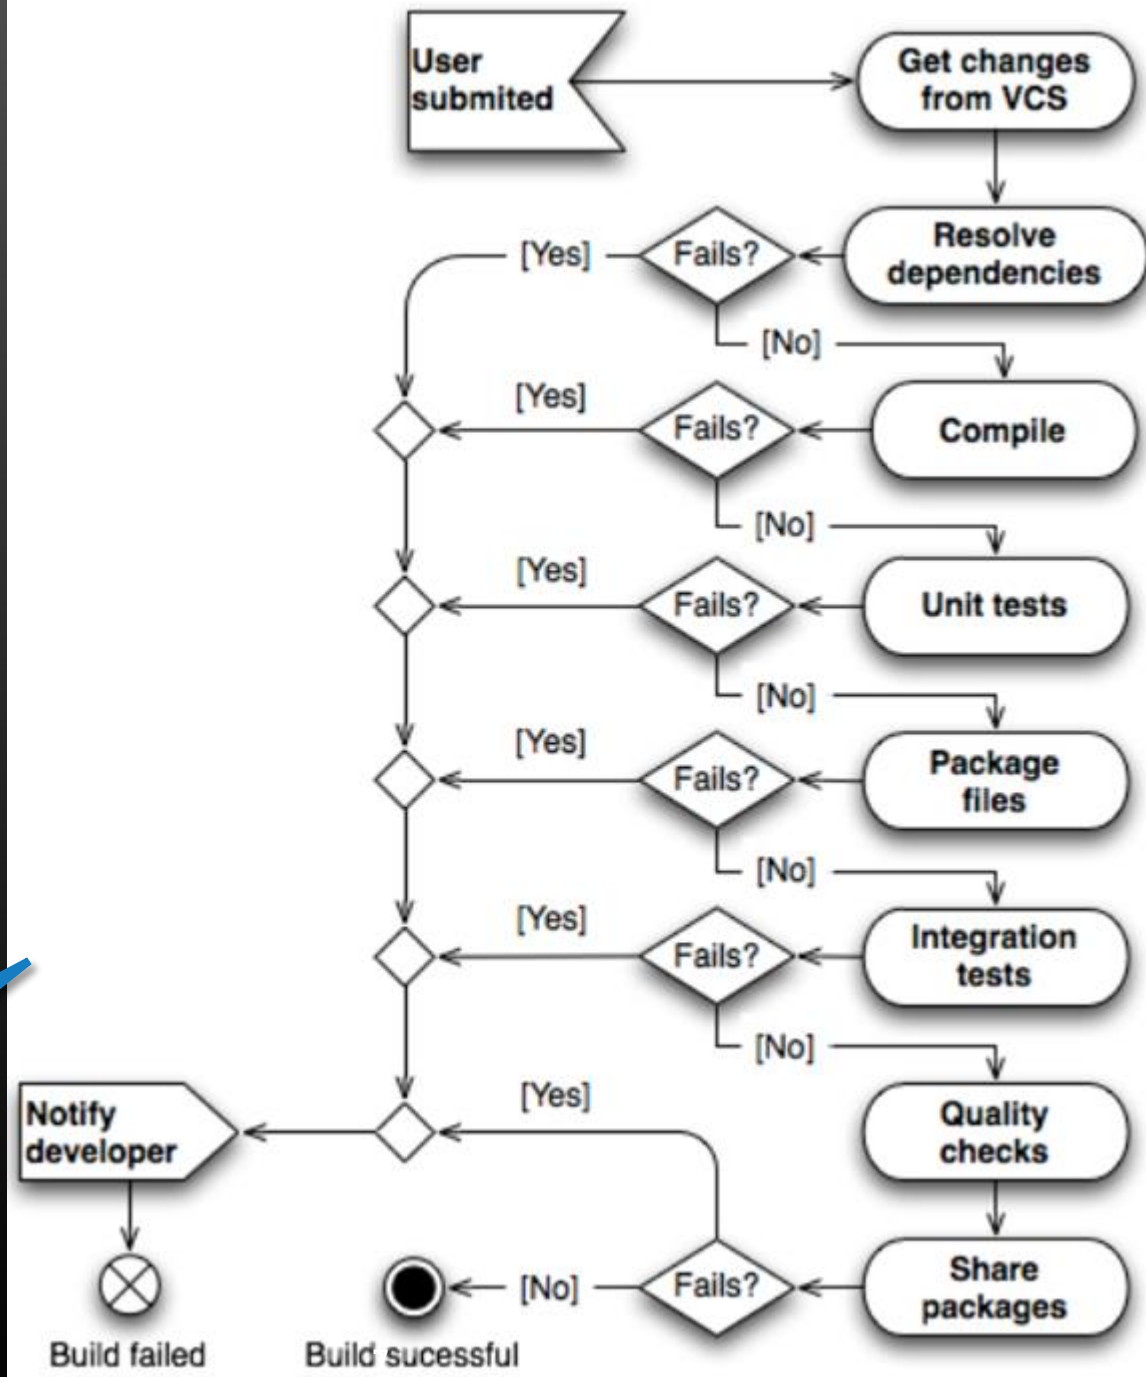 User
submited
Get changes
from VCS
Resolve
dependencies
Fails?
[Yes]
[No]
Compile
Fails?
[Yes]
[No]
Unit tests
Fails?
[Yes]
[No]
Package
files
Fails?
[Yes]
[No]
Integration
tests
Fails?
[Yes]
[No]
Quality
checks
Share
packages
Fails?
[Yes]
[No]
Notify
developer
Build failed
Build sucessful